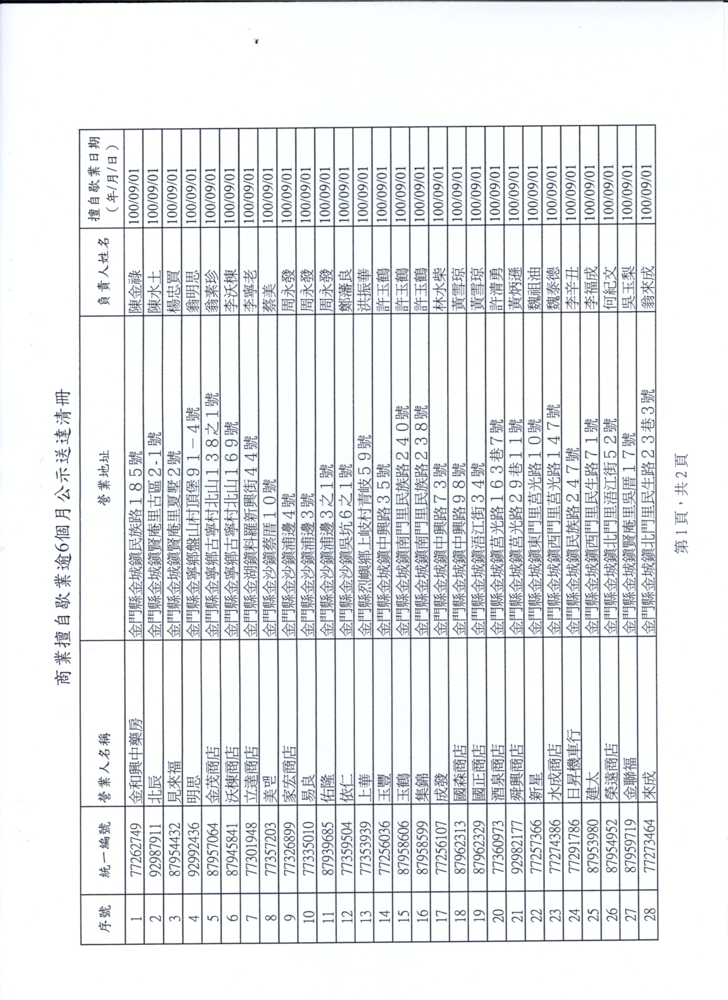 商業擅自歇業逾6個月公示送達清冊
序號 統一編號 營業人名稱 營業地址 負責人姓名 擅自歇業日期（年/月/日）
1 77262749 金和興中藥房 金門縣金城鎮民族路１８５號 陳金祿 100/09/01
2 92987911 北辰 金門縣金城鎮賢庵里古區2-1號 陳水土 100/09/01
3 87954432 見來福 金門縣金城鎮賢庵里夏墅2號 楊忠買 100/09/01
4 92992436 明思 金門縣金寧鄉盤山村頂堡９１－４號 翁明思 100/09/01
5 87957064 金茂商店 金門縣金寧鄉古寧村北山１３８之１號 翁素珍 100/09/01
6 87945841 沃棟商店 金門縣金寧鄉古寧村北山１６９號 李沃棟 100/09/01
7 77301948 立達商店 金門縣金湖鎮料羅新興街４４號 李寧老 100/09/01
8 77357203 美 金門縣金沙鎮蔡厝１０號 蔡美 100/09/01
9 77326899 家宏商店 金門縣金沙鎮浦邊４號 周永發 100/09/01
10 77335010 易良 金門縣金沙鎮浦邊３號 周永發 100/09/01
11 87939685 佑隆 金門縣金沙鎮浦邊３之１號 周永發 100/09/01
12 77359504 依仁 金門縣金沙鎮吳坑６之１號 鄭藩良 100/09/01
13 77353939 上華 金門縣烈嶼鄉上岐村青岐５９號 洪振華 100/09/01
14 77256036 玉豐 金門縣金城鎮中興路３５號 許玉鶴 100/09/01
15 87958606 玉鶴 金門縣金城鎮南門里民族路２４０號 許玉鶴 100/09/01
16 87958599 集錦 金門縣金城鎮南門里民族路２３８號 許玉鶴 100/09/01
17 77256107 成發 金門縣金城鎮中興路７３號 林水柴 100/09/01
18 87962313 國森商店 金門縣金城鎮中興路９８號 黃雪琼 100/09/01
19 87962329 國正商店 金門縣金城鎮浯江街３４號 黃雪琼 100/09/01
20 77360973 酒泉商店 金門縣金城鎮莒光路１６３巷７號 許清勇 100/09/01
21 92982177 舜興商店 金門縣金城鎮莒光路２９巷１１號 黃炳遜 100/09/01
22 77257366 新星 金門縣金城鎮東門里莒光路１０號 魏祖油 100/09/01
23 77274386 水成商店 金門縣金城鎮西門里莒光路１４７號 魏泰德 100/09/01
24 77291786 日昇機車行 金門縣金城鎮民族路２４７號 李辛丑 100/09/01
25 87953980 建太 金門縣金城鎮西門里民生路７１號 李福成 100/09/01
26 87954952 榮遠商店 金門縣金城鎮北門里浯江街５２號 何紀文 100/09/01
27 87959719 金聯福 金門縣金城鎮賢庵里吳厝１７號 吳玉梨 100/09/01
28 77273464 來成 金門縣金城鎮北門里民生路２３巷３號 翁來成 100/09/01
第1頁，共2頁